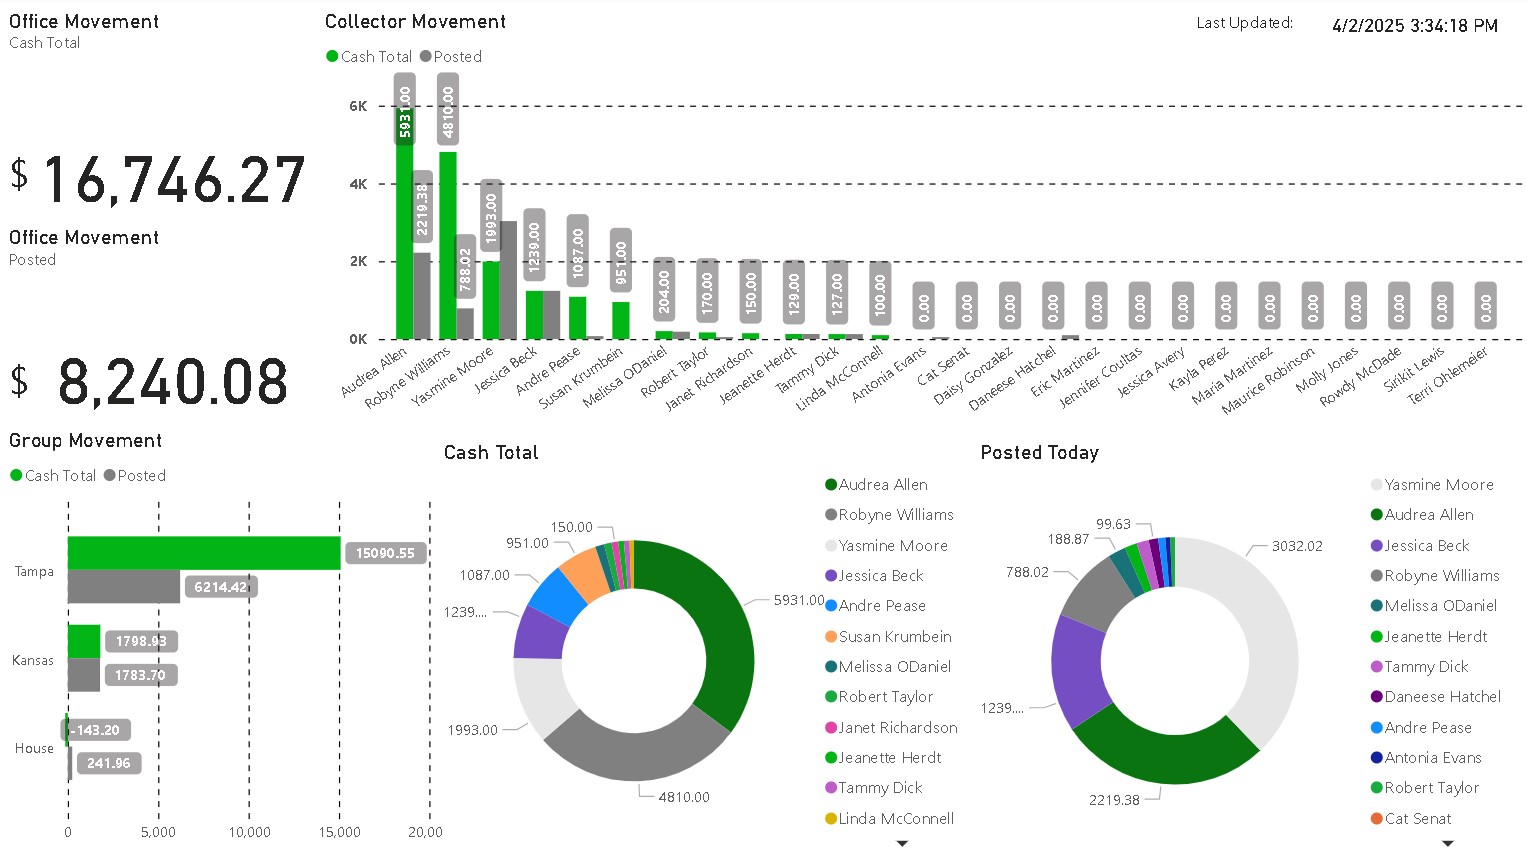 Office Movement
Cash Total
$ 16,746.27
Office Movement
Posted
$ 8,240.08
Collector Movement
Cash Total Posted
Last Updated: 4/2/2025 3:34:18 PM
6K
4K
2K
0K
5931.00
2219.38
4810.00
788.02
1993.00
1239.00
1087.00
951.00
204.00
170.00
150.00
129.00
127.00
100.00
0.00
0.00
0.00
0.00
0.00
0.00
0.00
0.00
0.00
0.00
0.00
0.00
0.00
0.00
Audrea Allen
Robyne Williams
Yasmine Moore
Jessica Beck
Andre Pease
Susan Krumbein
Melissa ODaniel
Robert Taylor
Janet Richardson
Jeanette Herdt
Tammy Dick
Linda McConnell
Antonia Evans
Cat Senat
Daisy Gonzalez
Daneese Hatchel
Eric Martinez
Jennifer Coultas
Jessica Avery
Kayla Perez
Maria Martinez
Maurice Robinson
Molly Jones
Rowdy McDade
Sirikit Lewis
Terri Ohlemeier
Group Movement
Cash Total Posted
Tampa
15090.55
6214.42
Kansas
1798.93
1783.70
House
-143.20
241.96
0 5,000 10,000 15,000 20,00
Cash Total
150.00
951.00
1087.00
1239....
1993.00
4810.00
5931.00
Audrea Allen
Robyne Williams
Yasmine Moore
Jessica Beck
Andre Pease
Susan Krumbein
Melissa ODaniel
Robert Taylor
Janet Richardson
Jeanette Herdt
Tammy Dick
Linda McConnell
Posted Today
99.63
188.87
788.02
1239....
2219.38
3032.02
Yasmine Moore
Audrea Allen
Jessica Beck
Robyne Williams
Melissa ODaniel
Jeanette Herdt
Tammy Dick
Daneese Hatchel
Andre Pease
Antonia Evans
Robert Taylor
Cat Senat